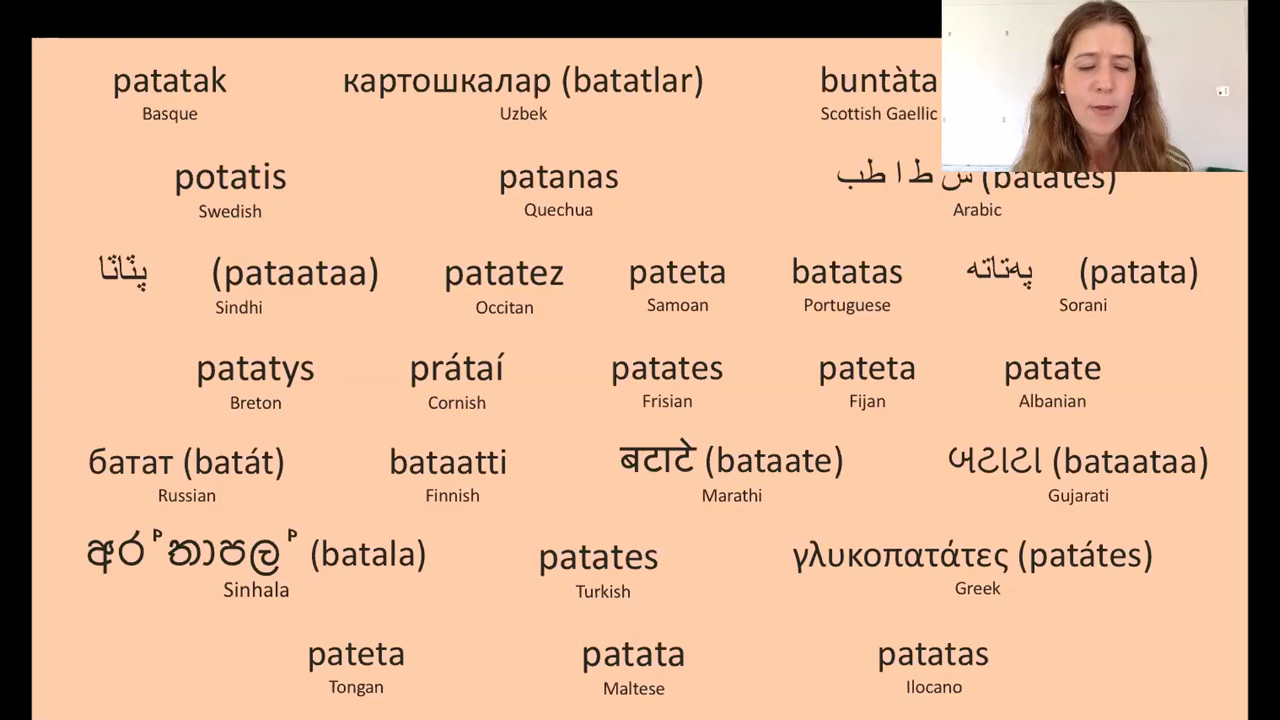 patatak картошкалар (batatlar) buntàta
Basque Uzbek Scottish Gaellic
potatis patanas س ط ا طب (batates)
Swedish Quechua Arabic
پٽاٽا (pataataa) patatez pateta batatas پەتاتە (patata)
Sindhi Occitan Samoan Portuguese Sorani
patatys prátaí patates pateta patate
Breton Cornish Frisian Fijan Albanian
батат (batát) bataatti बटाटे (bataate) બટાટા (bataataa)
Russian Finnish Marathi Gujarati
(batala) patates γλυκοπατάτες (patátes)
Sinhala Turkish Greek
pateta patata patatas
Tongan Maltese Ilocano